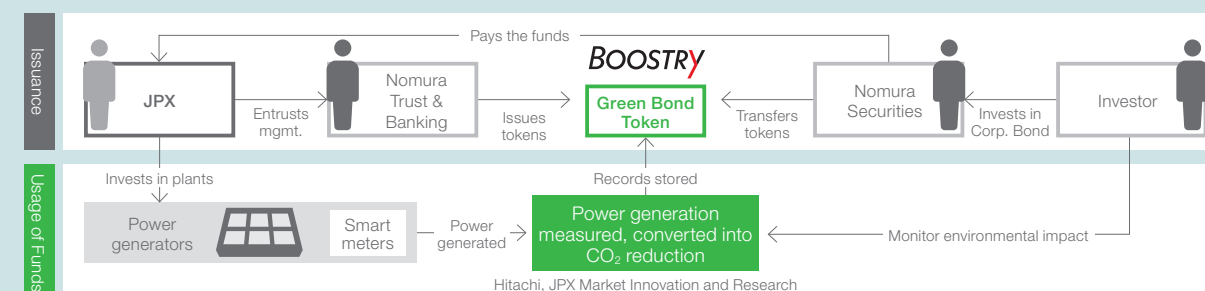 Issuance
Pays the funds
BOOSTRY
JPX
Entrusts
mgmt.
Nomura
Trust &
Banking
Issues
tokens
Green Bond
Token
Transfers
tokens
Nomura
Securities
Invests in
Corp. Bond
Investor
Usage of Funds
Invests in plants
Records stored
Power
generators
Smart
meters
Power
generated
Power generation
measured, converted into
CO₂ reduction
Monitor environmental impact
Hitachi, JPX Market Innovation and Research